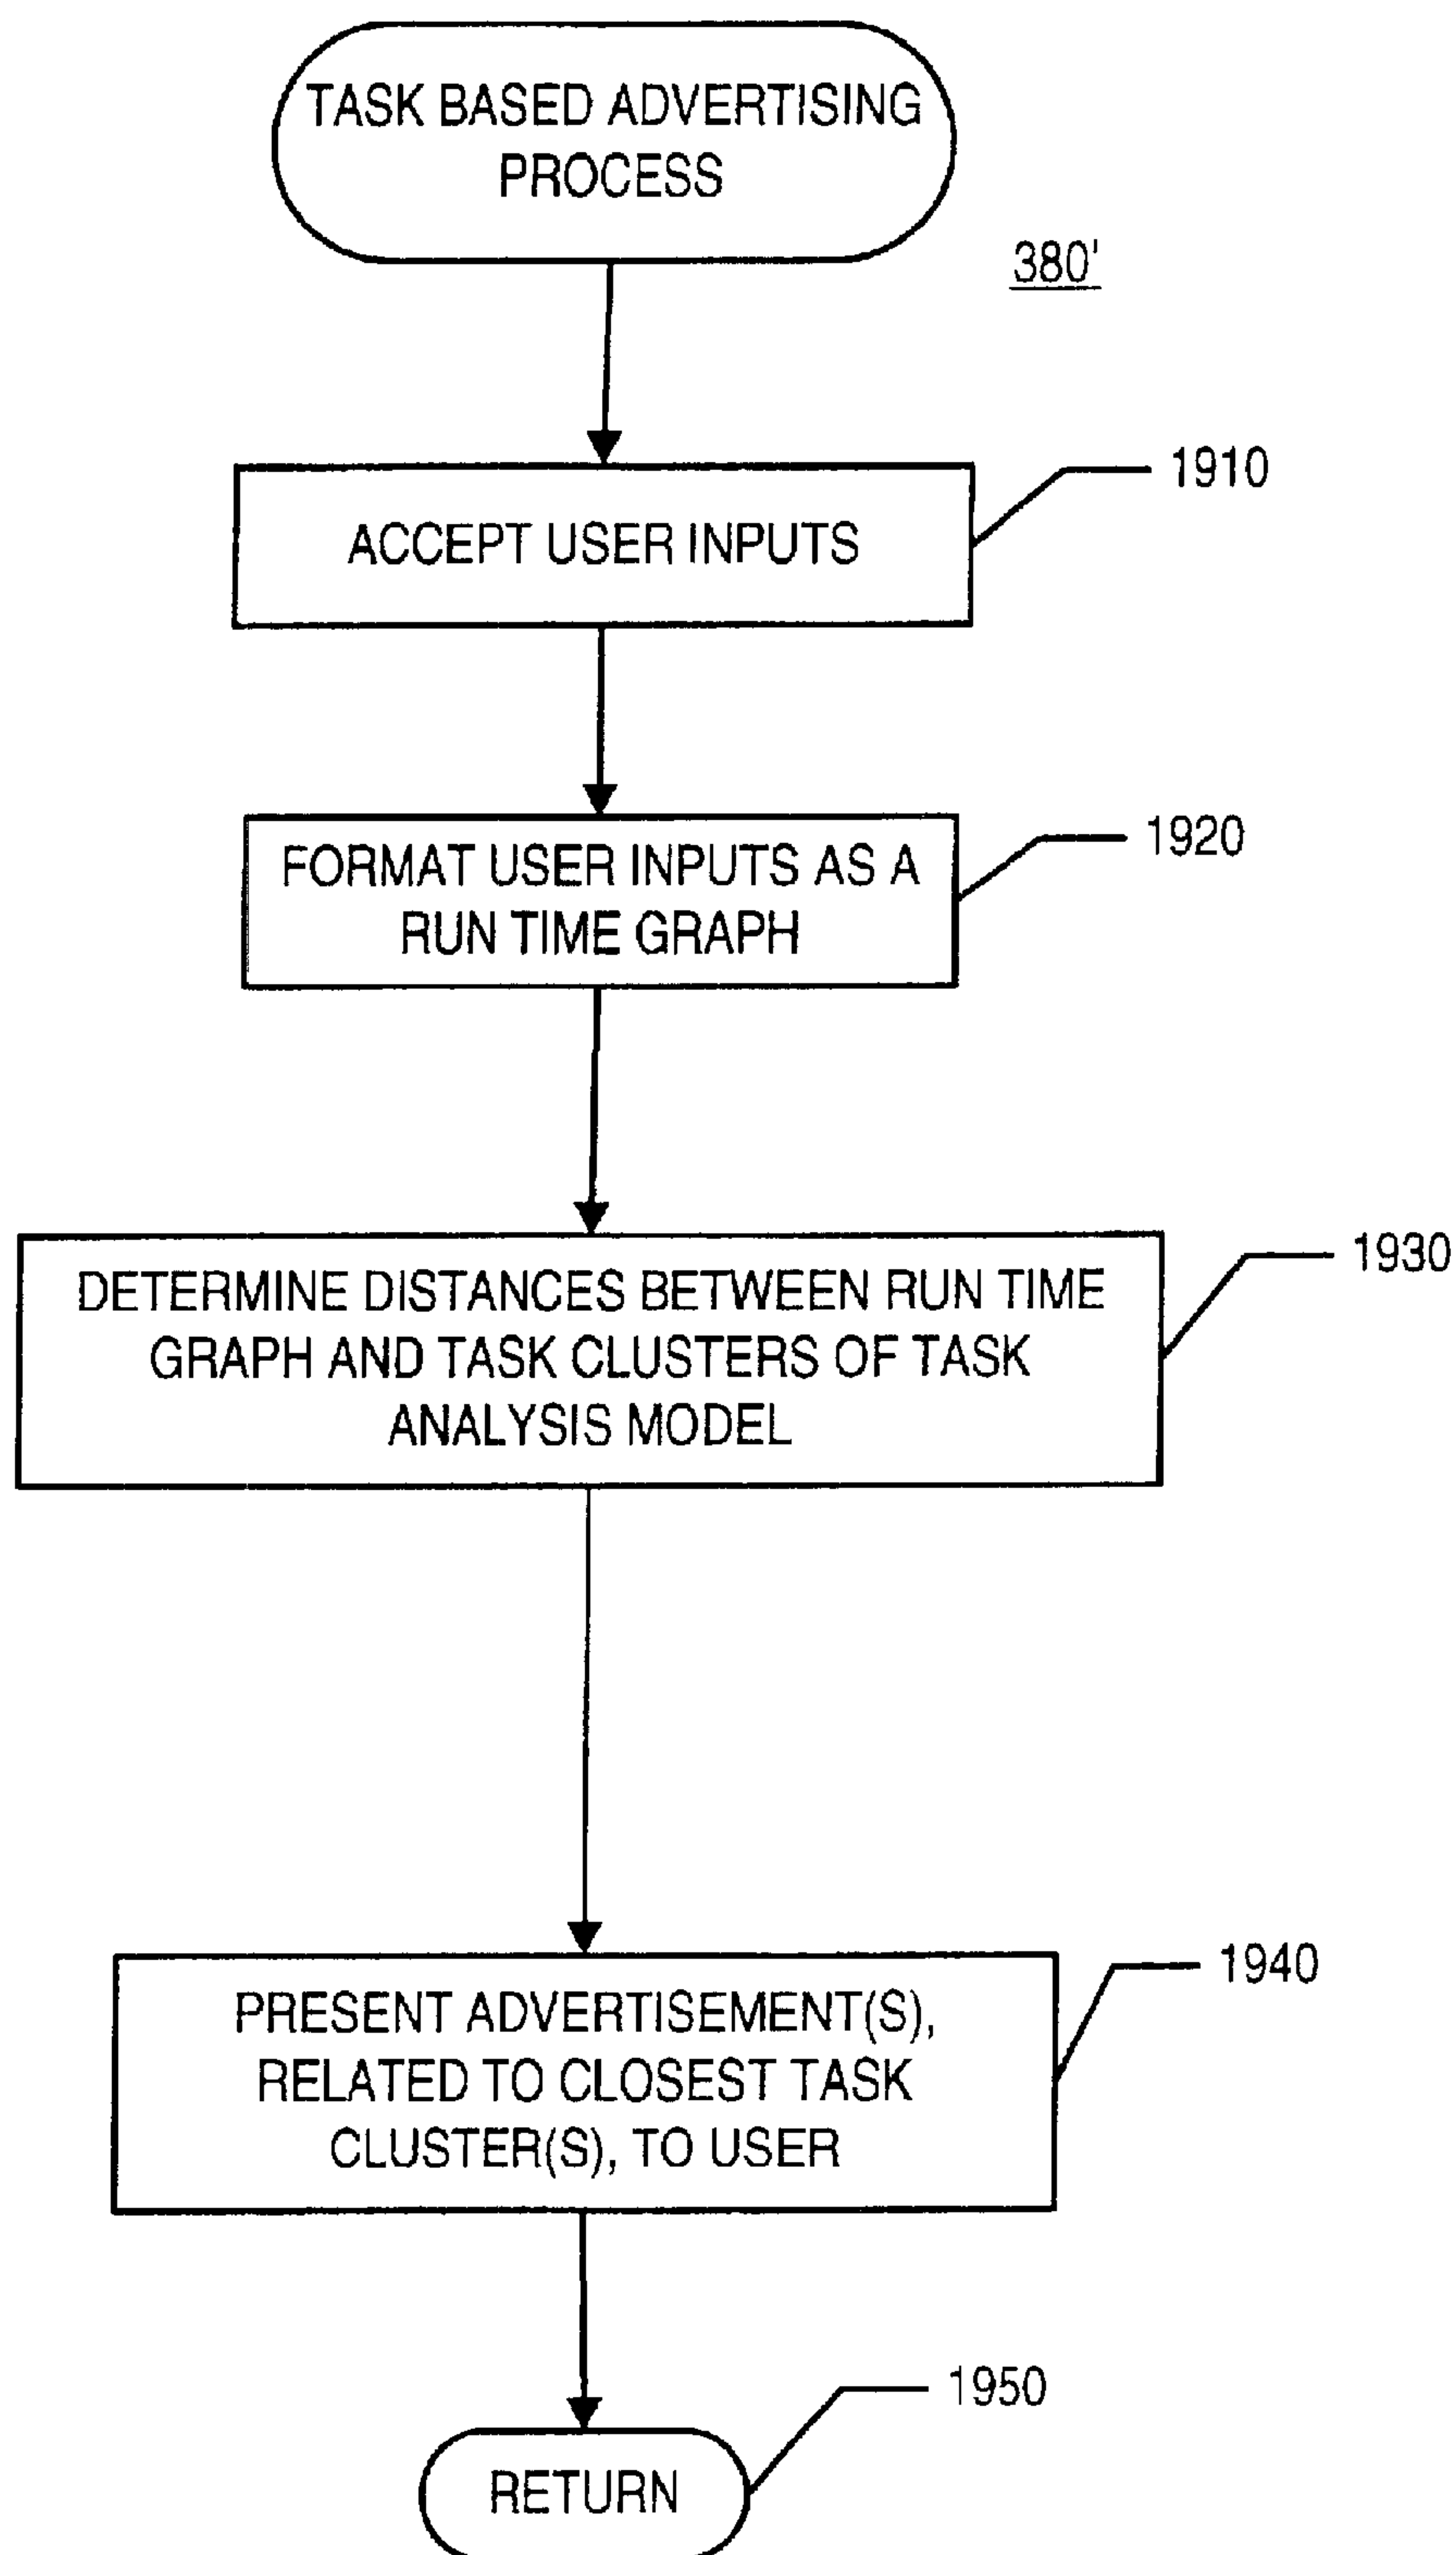 TASK BASED ADVERTISING
PROCESS
380'
1910
ACCEPT USER INPUTS
1920
FORMAT USER INPUTS AS A
RUN TIME GRAPH
1930
DETERMINE DISTANCES BETWEEN RUN TIME
GRAPH AND TASK CLUSTERS OF TASK
ANALYSIS MODEL
1940
PRESENT ADVERTISEMENT(S),
RELATED TO CLOSEST TASK
CLUSTER(S), TO USER
1950
RETURN